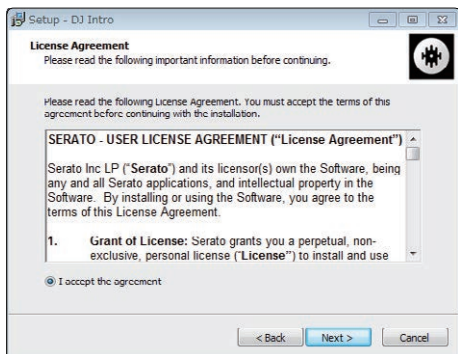 Setup - DJ Intro
License Agreement
Please read the following important information before continuing.
Please read the following License Agreement. You must accept the terms of this
agreement before continuing with the installation.
SERATO - USER LICENSE AGREEMENT (“License Agreement”)
Serato Inc LP (“Serato”) and its licensor(s) own the Software, being
any and all Serato applications, and intellectual property in the
Software. By installing or using the Software, you agree to the
terms of this License Agreement.
1. Grant of License: Serato grants you a perpetual, non-
exclusive, personal license (“License”) to install and use
I accept the agreement
< Back Next > Cancel